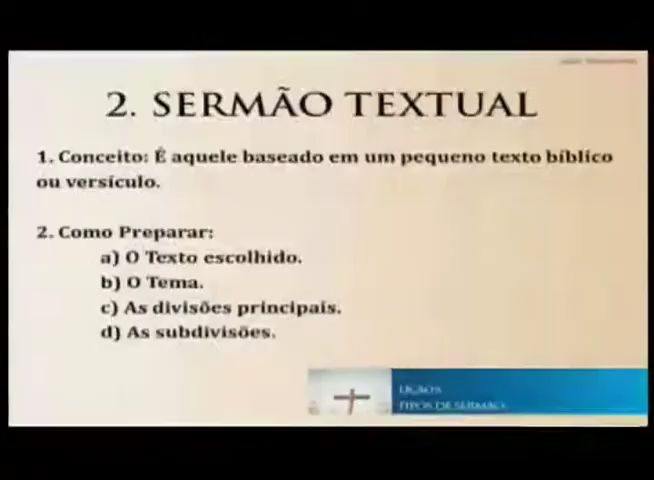 2. SERMÃO TEXTUAL
1. Conceito: É aquele baseado em um pequeno texto bíblico
ou versículo.
2. Como Preparar:
a) O Texto escolhido.
b) O Tema.
c) As divisões principais.
d) As subdivisões.
TIPOS DE SERMÃO